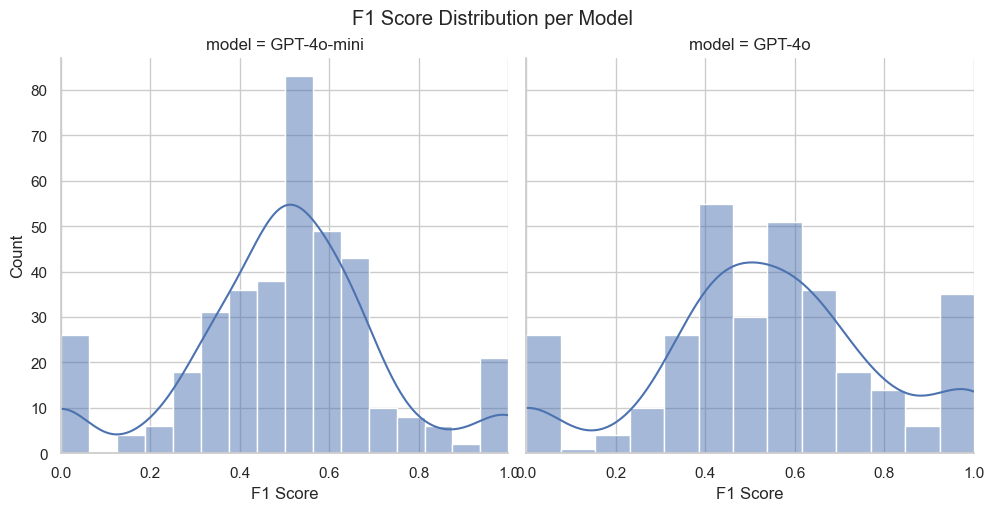 F1 Score Distribution per Model
model = GPT-4o-mini
model = GPT-4o
Count
80
70
60
50
40
30
20
10
0
0.0 0.2 0.4 0.6 0.8 1.0
0.0 0.2 0.4 0.6 0.8 1.0
F1 Score
F1 Score